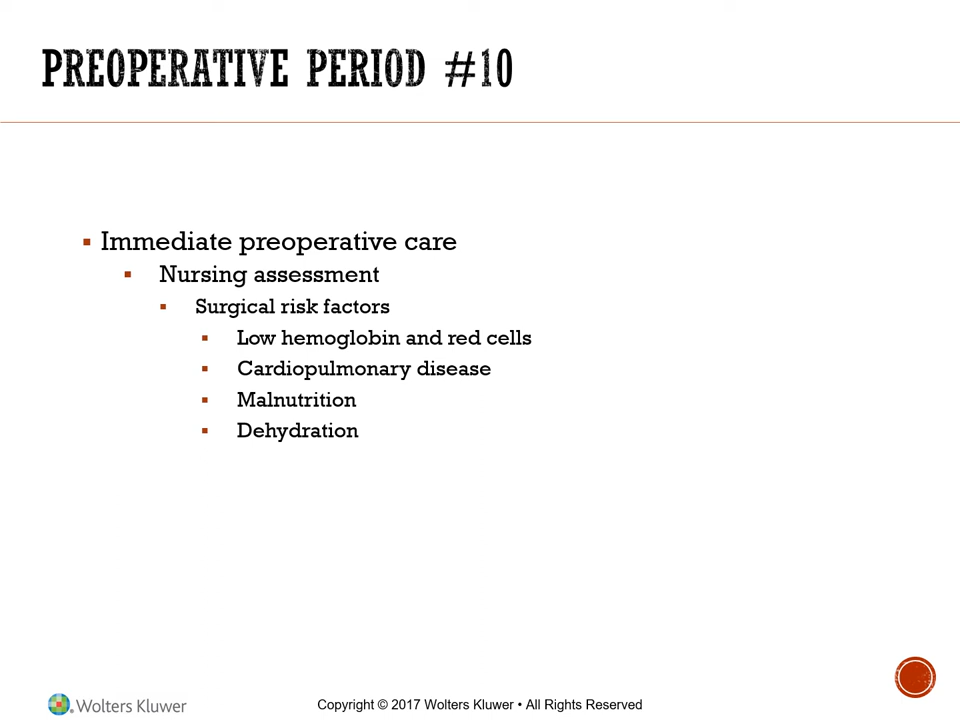 PREOPERATIVE PERIOD #10
▪ Immediate preoperative care
▪ Nursing assessment
▪ Surgical risk factors
▪ Low hemoglobin and red cells
▪ Cardiopulmonary disease
▪ Malnutrition
▪ Dehydration
Wolters Kluwer
Copyright © 2017 Wolters Kluwer • All Rights Reserved